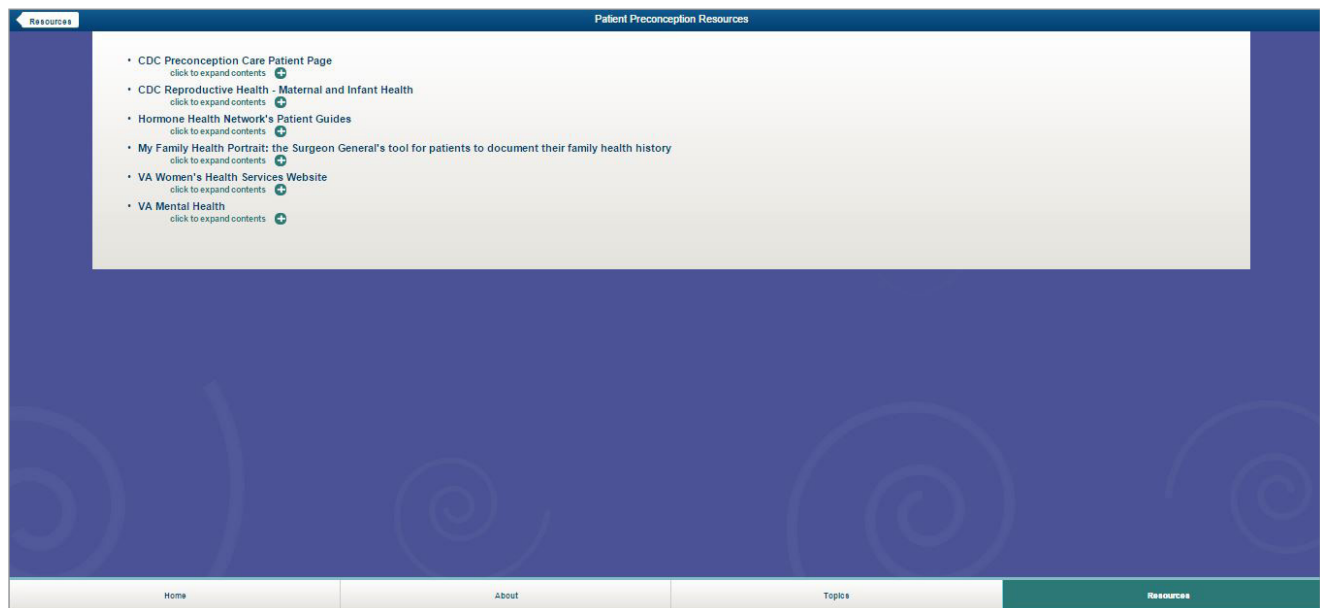 Resources
Patient Preconception Resources
• CDC Preconception Care Patient Page
click to expand contents
• CDC Reproductive Health - Maternal and Infant Health
click to expand contents
• Hormone Health Network's Patient Guides
click to expand contents
• My Family Health Portrait: the Surgeon General's tool for patients to document their family health history
click to expand contents
• VA Women's Health Services Website
click to expand contents
• VA Mental Health
click to expand contents
Home About Topics Resources